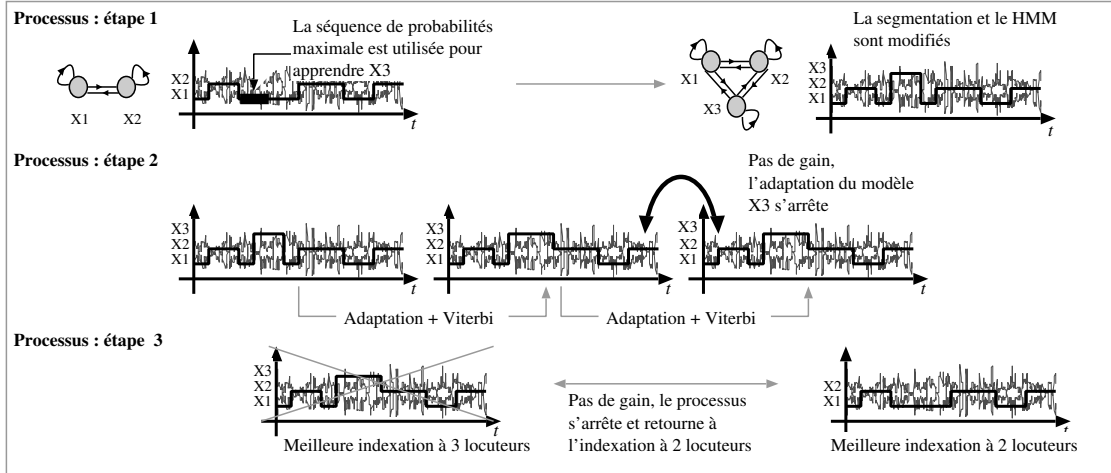 Processus : étape 1
La séquence de probabilités
maximale est utilisée pour
apprendre X3
X2
X1
t
X1
X2
X1
X2
X3
La segmentation et le HMM
sont modifiés
X3
X2
X1
t
Processus : étape 2
Pas de gain,
l’adaptation du modèle
X3 s’arrête
X3
X2
X1
t
X3
X2
X1
t
X3
X2
X1
t
Adaptation + Viterbi
Adaptation + Viterbi
Processus : étape 3
X3
X2
X1
t
Meilleure indexation à 3 locuteurs
Pas de gain, le processus
s’arrête et retourne à
l’indexation à 2 locuteurs
X2
X1
t
Meilleure indexation à 2 locuteurs